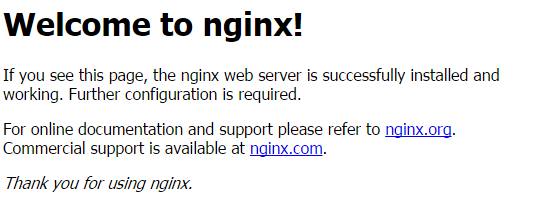 Welcome to nginx!
If you see this page, the nginx web server is successfully installed and
working. Further configuration is required.
For online documentation and support please refer to nginx.org.
Commercial support is available at nginx.com.
Thank you for using nginx.